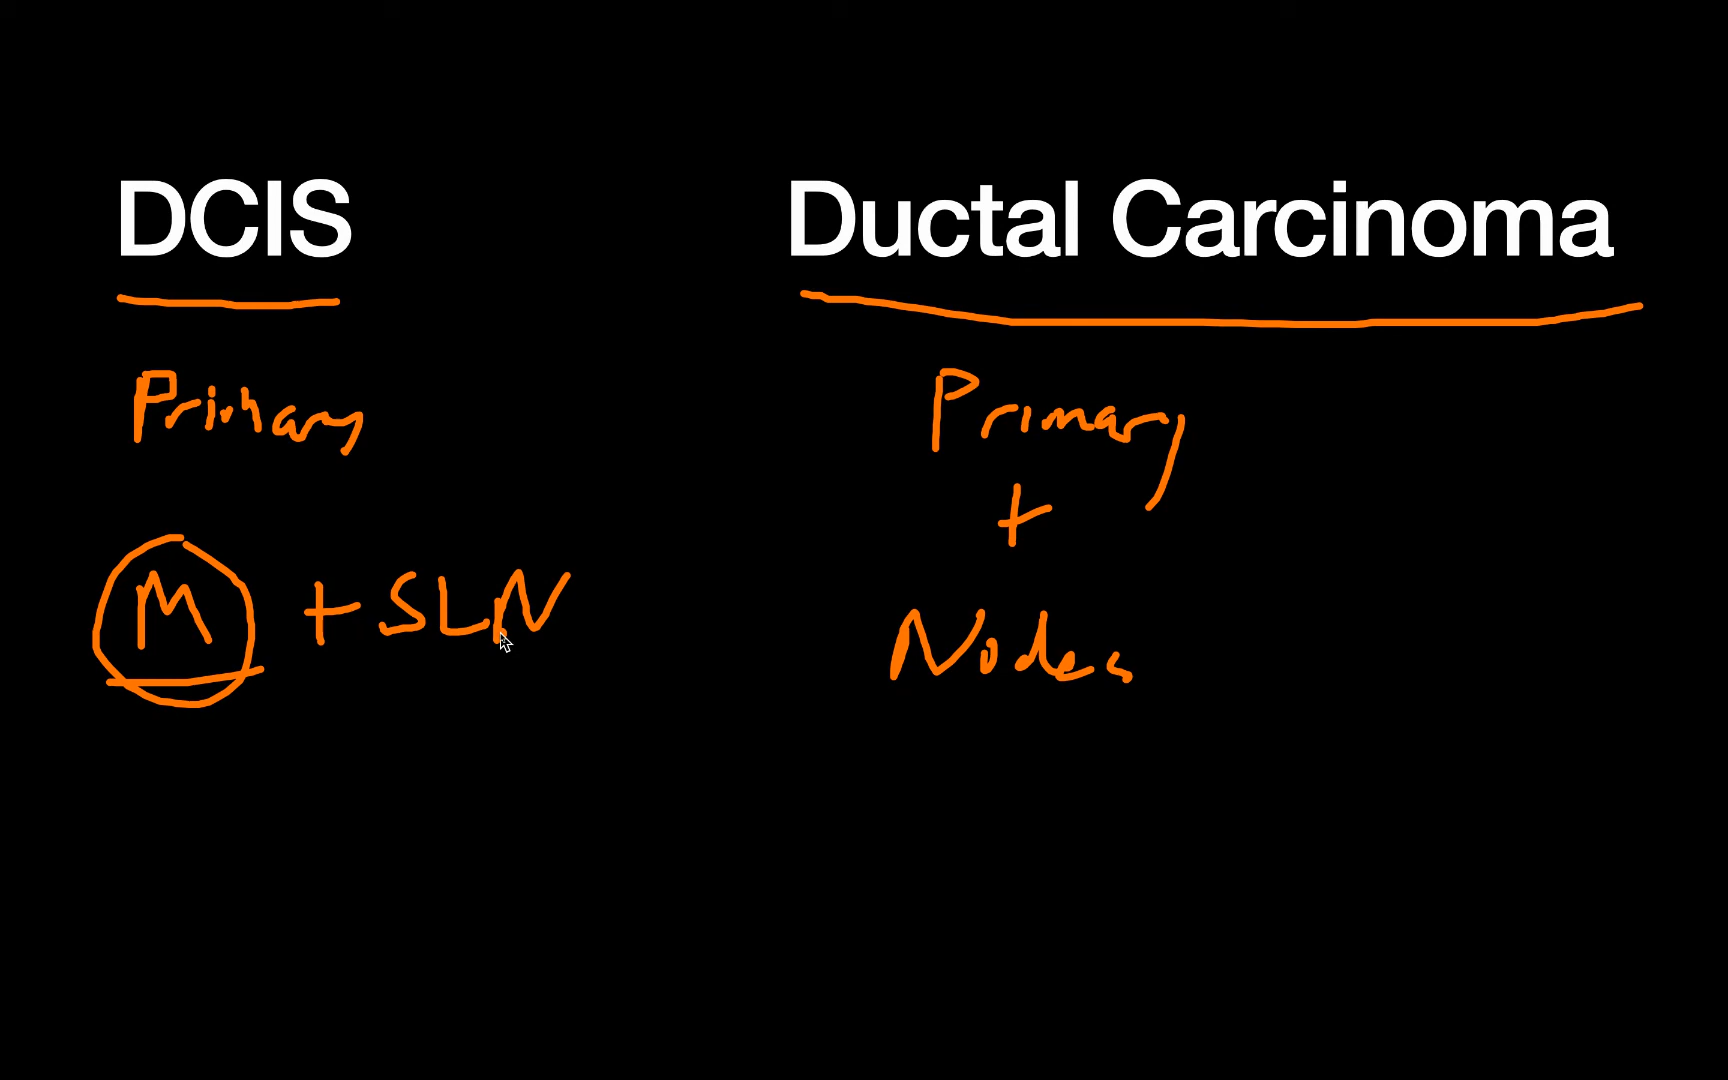 DCIS
Primary
M + SLN
Ductal Carcinoma
Primary
+
Nodes